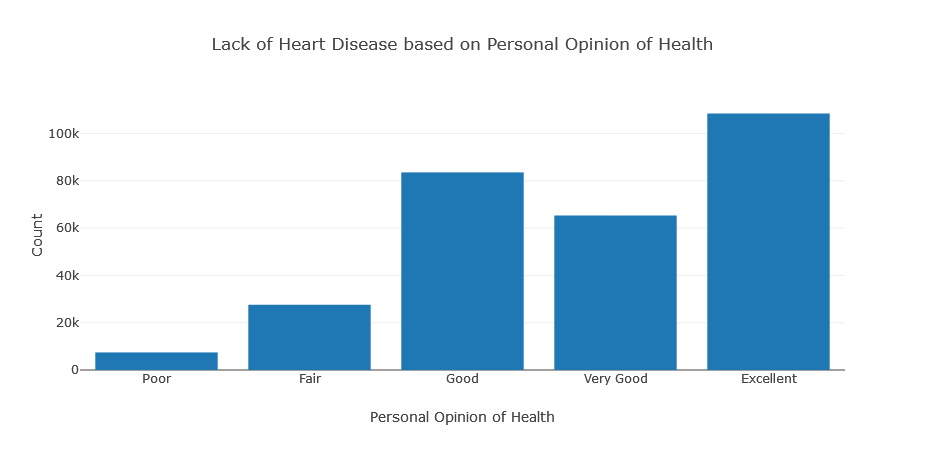 Lack of Heart Disease based on Personal Opinion of Health
100k
80k
60k
40k
20k
0
Count
Poor Fair Good Very Good Excellent
Personal Opinion of Health